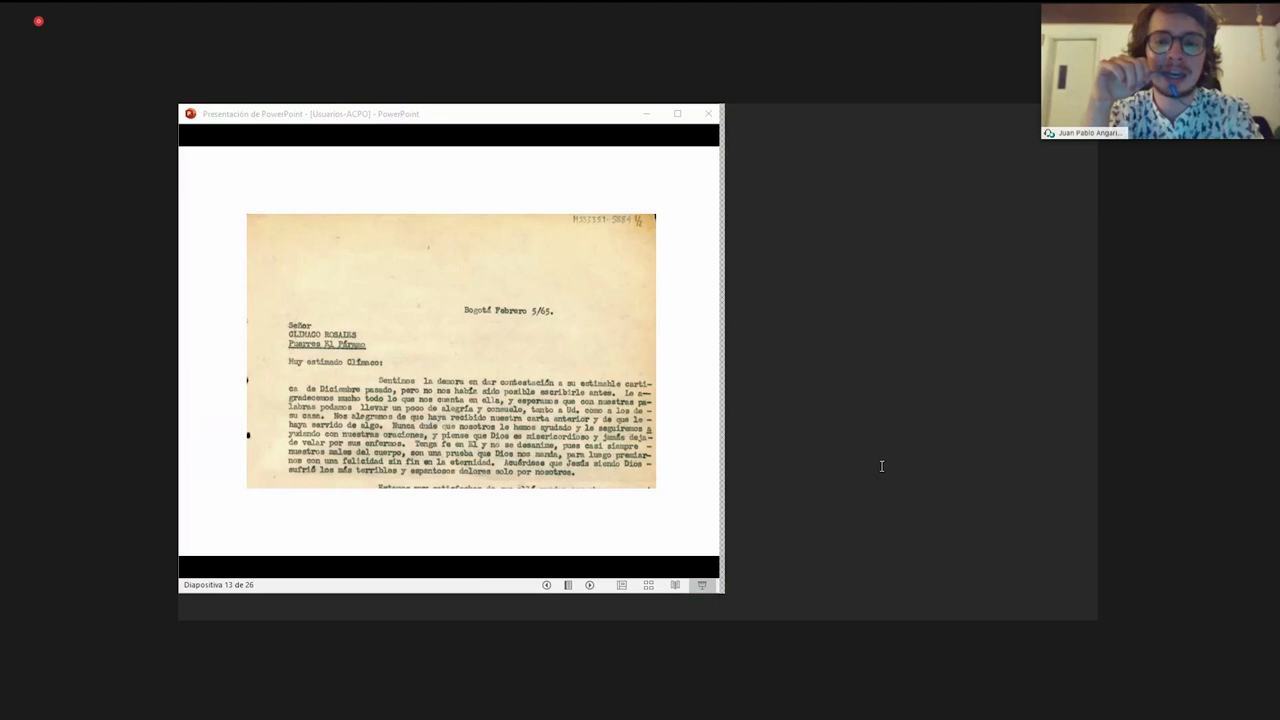 Presentación de PowerPoint - [Usuarios-ACPO] - PowerPoint
Juan Pablo Angari...
Bogotá Febrero 5/65.
Señor
CLIMACO ROSALES
Puerres El Páramo
Muy estimado Clímaco:
Sentimos la demora en dar contestación a su estimable carti-
ca de Diciembre pasado, pero no nos había sido posible escribirle antes. Le a-
gradecemos mucho todo lo que nos cuenta en ella, y esperamos que con nuestras pa-
labras podamos llevar un poco de alegría y consuelo, tanto a Ud. como a los de -
su casa. Nos alegramos de que haya recibido nuestra carta anterior y de que le -
haya servido de algo. Nunca dude que nosotros le hemos ayudado y le seguiremos a
yudando con nuestras oraciones, y piense que Dios es misericordioso y jamás deja-
de velar por sus enfermos. Tenga fe en El y no se desanime, pues casi siempre -
nuestros males del cuerpo, son una prueba que Dios nos manda, para luego premiar-
nos con una felicidad sin fin en la eternidad. Acuérdese que Jesús siendo Dios -
sufrió los más terribles y espantosos dolores solo por nosotros.
Diapositiva 13 de 26